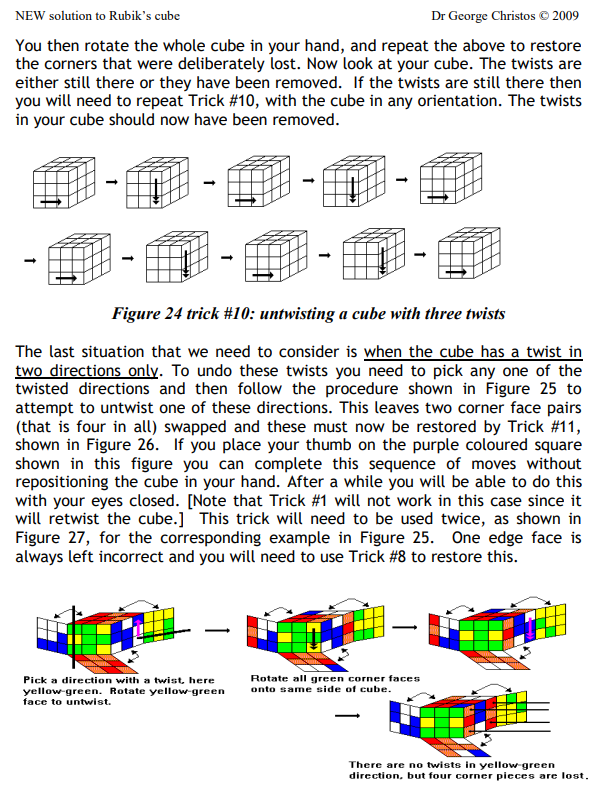 NEW solution to Rubik's cube Dr George Christos © 2009
You then rotate the whole cube in your hand, and repeat the above to restore
the corners that were deliberately lost. Now look at your cube. The twists are
either still there or they have been removed. If the twists are still there then
you will need to repeat Trick #10, with the cube in any orientation. The twists
in your cube should now have been removed.
Figure 24 trick #10: untwisting a cube with three twists
The last situation that we need to consider is when the cube has a twist in
two directions only. To undo these twists you need to pick any one of the
twisted directions and then follow the procedure shown in Figure 25 to
attempt to untwist one of these directions. This leaves two corner face pairs
(that is four in all) swapped and these must now be restored by Trick #11,
shown in Figure 26. If you place your thumb on the purple coloured square
shown in this figure you can complete this sequence of moves without
repositioning the cube in your hand. After a while you will be able to do this
with your eyes closed. [Note that Trick #1 will not work in this case since it
will retwist the cube.] This trick will need to be used twice, as shown in
Figure 27, for the corresponding example in Figure 25. One edge face is
always left incorrect and you will need to use Trick #8 to restore this.
Pick a direction with a twist, here
yellow-green. Rotate yellow-green
face to untwist.
Rotate all green corner faces
onto same side of cube.
There are no twists in yellow-green
direction, but four corner pieces are lost.